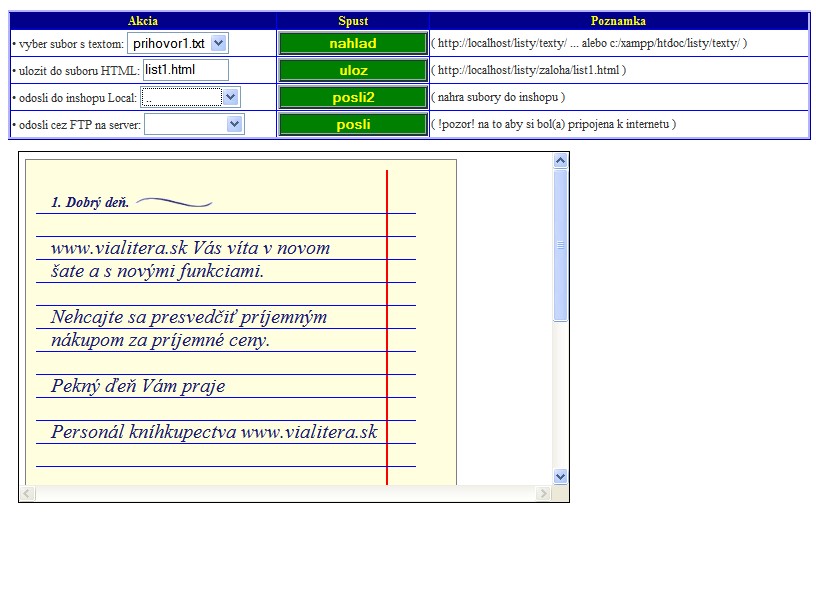 Akcia Spust Poznamka
• vyber subor s textom: prihovor1.txt nahlad ( http://localhost/listy/texty/ ... alebo c:/xampp/htdoc/listy/texty/ )
• ulozit do suboru HTML: list1.html uloz ( http://localhost/listy/zaloha/list1.html )
• odosli do inshopu Local: .. posli2 ( nahra subory do inshopu )
• odosli cez FTP na server: posli ( !pozor! na to aby si bol(a) pripojena k internetu )
1. Dobrý deň.
www.vialitera.sk Vás víta v novom
šate a s novými funkciami.
Nehcajte sa presvedčiť príjemným
nákupom za príjemné ceny.
Pekný ďeň Vám praje
Personál kníhkupectva www.vialitera.sk